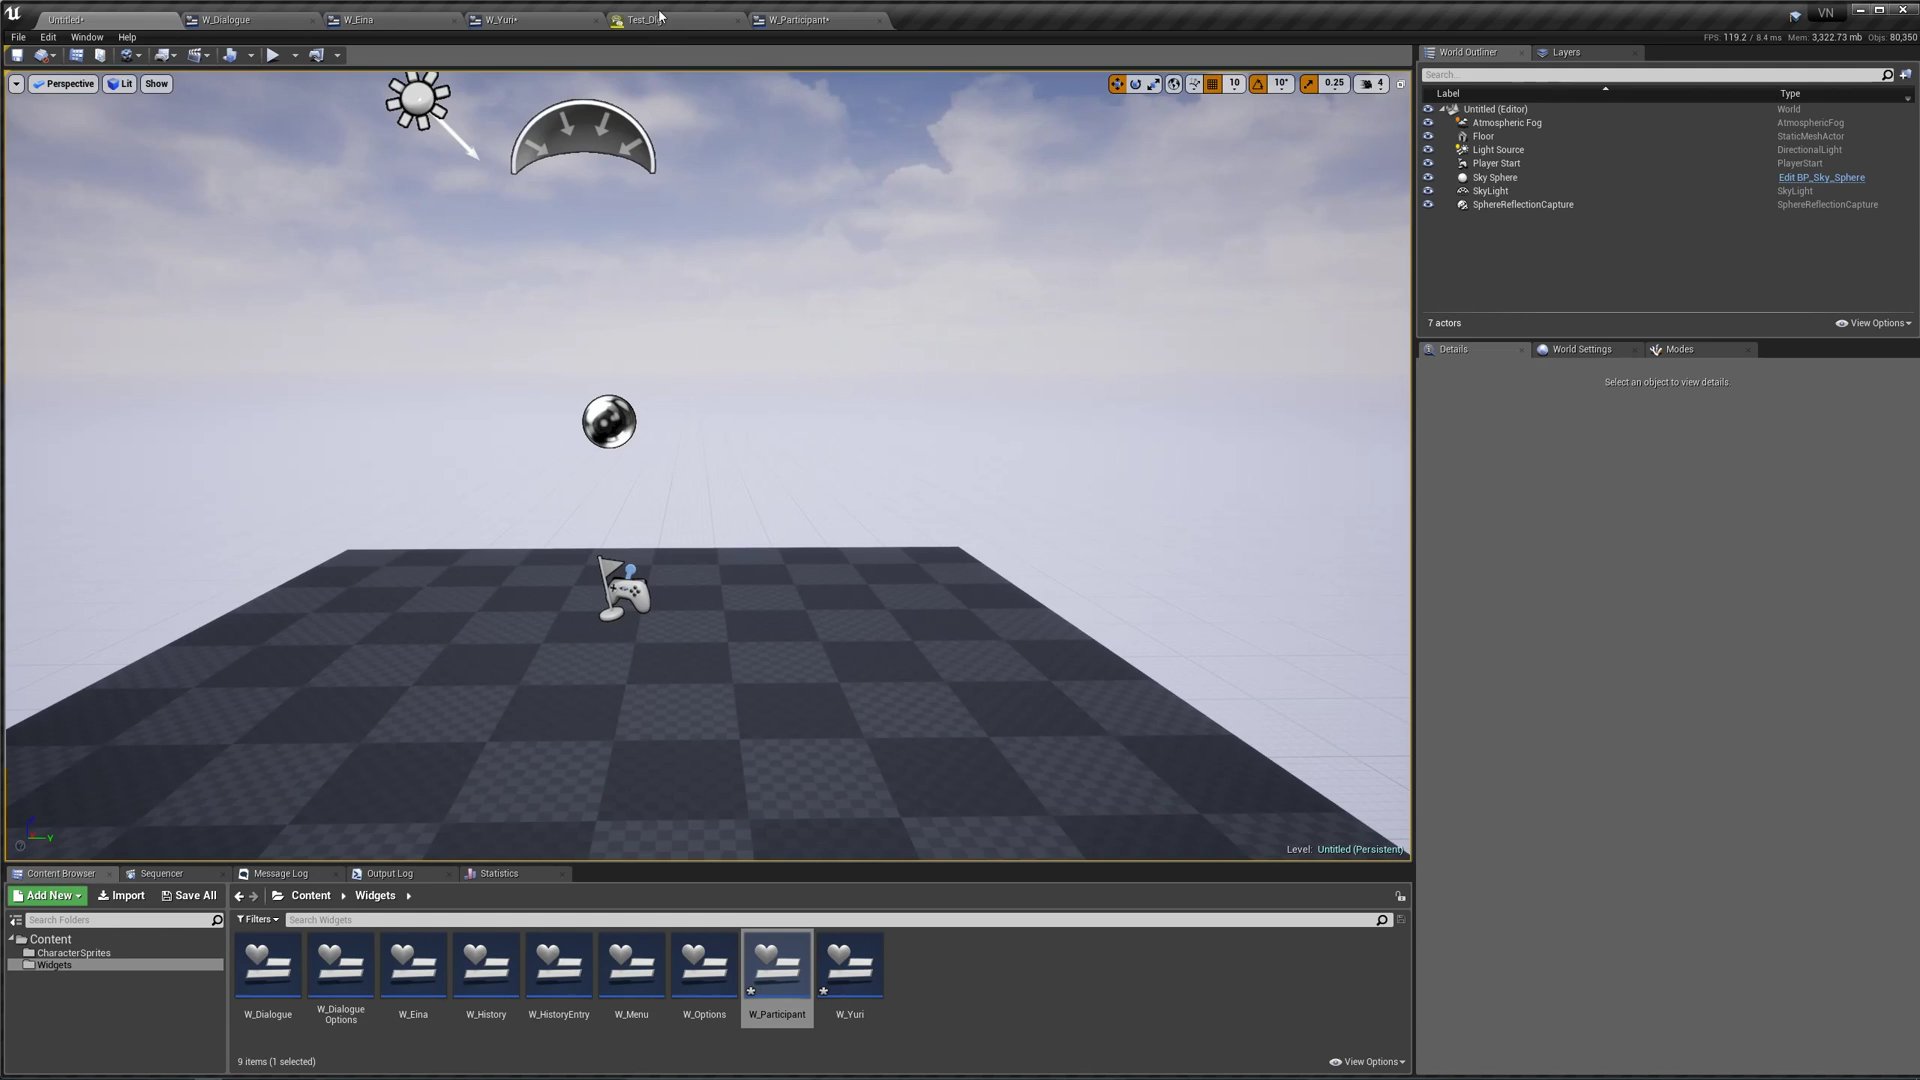 Untitled* W_Dialogue W_Eina W_Yuri* W_Participant* VN
File Edit Window Help
FPS: 119.2 / 8.4 ms Mem: 3,322.73 mb Objs: 80,350
Perspective Lit Show 10 10° 0.25 4
World Outliner Layers
Search...
Label Type
Untitled (Editor) World
Atmospheric Fog AtmosphericFog
Floor StaticMeshActor
Light Source DirectionalLight
Player Start PlayerStart
Sky Sphere Edit BP_Sky_Sphere
SkyLight SkyLight
SphereReflectionCapture SphereReflectionCapture
7 actors View Options
Details World Settings Modes
Select an object to view details.
Level: Untitled (Persistent)
Content Browser Sequencer Message Log Output Log Statistics
Add New Import Save All Content Widgets
Search Folders Filters Search Widgets
Content
CharacterSprites
Widgets
W_Dialogue W_Dialogue Options W_Eina W_History W_HistoryEntry W_Menu W_Options W_Participant W_Yuri
9 items (1 selected) View Options